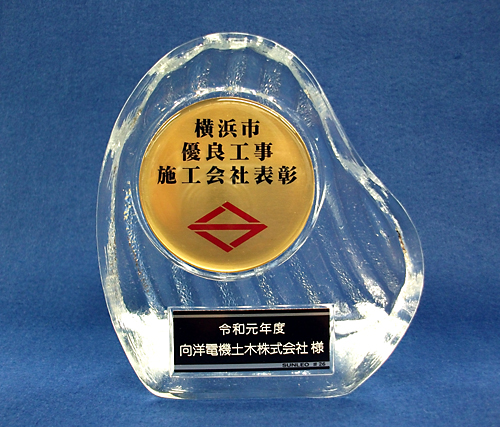 横浜市
優良工事
施工会社表彰
令和元年度
向洋電機土木株式会社 様
SUNLEO